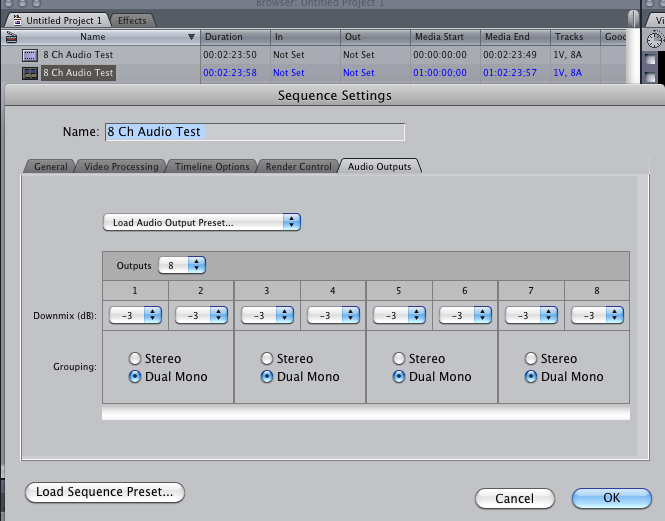 Browser: Untitled Project 1
Untitled Project 1 Effects
Name Duration In Out Media Start Media End Tracks Good
8 Ch Audio Test 00:02:23;50 Not Set Not Set 00:00:00;00 00:02:23;49 1V, 8A
8 Ch Audio Test 00:02:23;58 Not Set Not Set 01:00:00;00 01:02:23;57 1V, 8A
Sequence Settings
Name: 8 Ch Audio Test
General Video Processing Timeline Options Render Control Audio Outputs
Load Audio Output Preset...
Outputs 8
1 2 3 4 5 6 7 8
Downmix (dB): -3 -3 -3 -3 -3 -3 -3 -3
Grouping:
Stereo Stereo Stereo Stereo
Dual Mono Dual Mono Dual Mono Dual Mono
Load Sequence Preset...
Cancel OK